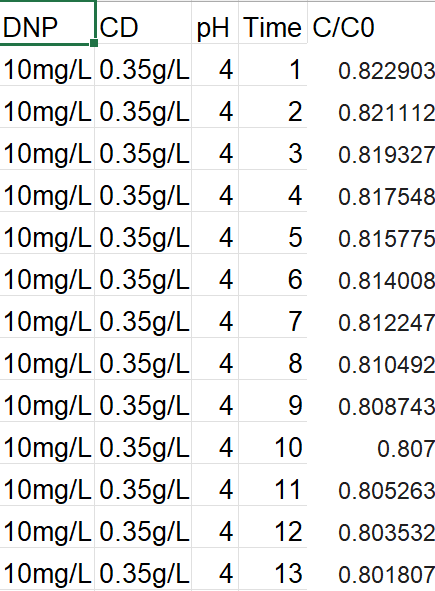 DNP CD pH Time C/C0
10mg/L 0.35g/L 4 1 0.822903
10mg/L 0.35g/L 4 2 0.821112
10mg/L 0.35g/L 4 3 0.819327
10mg/L 0.35g/L 4 4 0.817548
10mg/L 0.35g/L 4 5 0.815775
10mg/L 0.35g/L 4 6 0.814008
10mg/L 0.35g/L 4 7 0.812247
10mg/L 0.35g/L 4 8 0.810492
10mg/L 0.35g/L 4 9 0.808743
10mg/L 0.35g/L 4 10 0.807
10mg/L 0.35g/L 4 11 0.805263
10mg/L 0.35g/L 4 12 0.803532
10mg/L 0.35g/L 4 13 0.801807